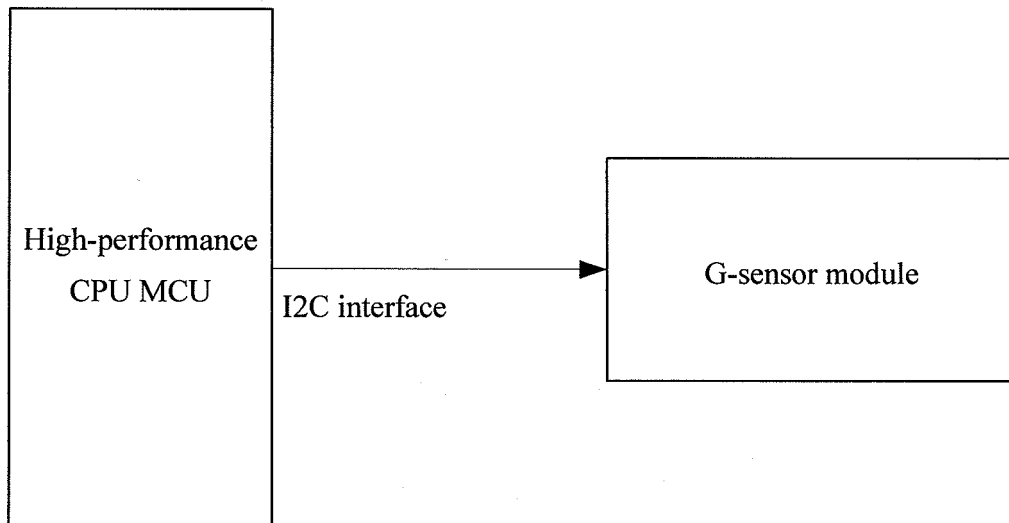 High-performance
CPU MCU
I2C interface
G-sensor module